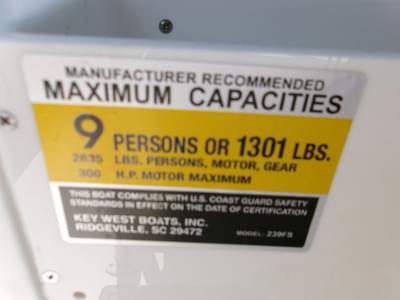 MANUFACTURER RECOMMENDED
MAXIMUM CAPACITIES
9 PERSONS OR 1301 LBS.
2835 LBS. PERSONS, MOTOR, GEAR
300 H.P. MOTOR MAXIMUM
THIS BOAT COMPLIES WITH U.S. COAST GUARD SAFETY
STANDARDS IN EFFECT ON THE DATE OF CERTIFICATION
KEY WEST BOATS, INC.
RIDGEVILLE, SC 29472 MODEL: 239FS